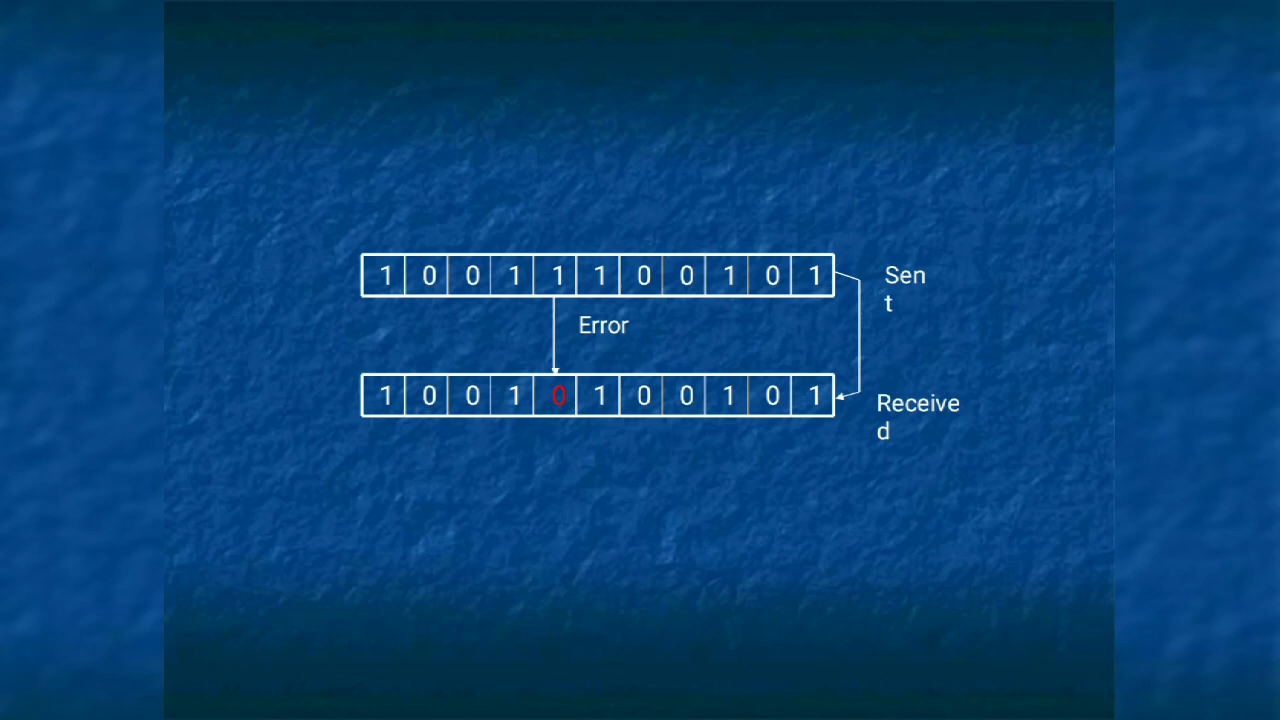 1 0 0 1 1 1 0 0 1 0 1
Sen
t
Error
1 0 0 1 0 1 0 0 1 0 1
Receive
d